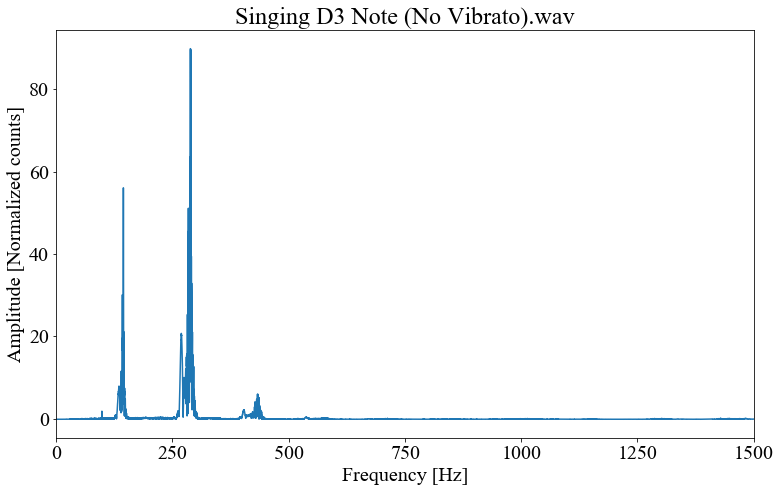 Singing D3 Note (No Vibrato).wav
Amplitude [Normalized counts]
80
60
40
20
0
0 250 500 750 1000 1250 1500
Frequency [Hz]